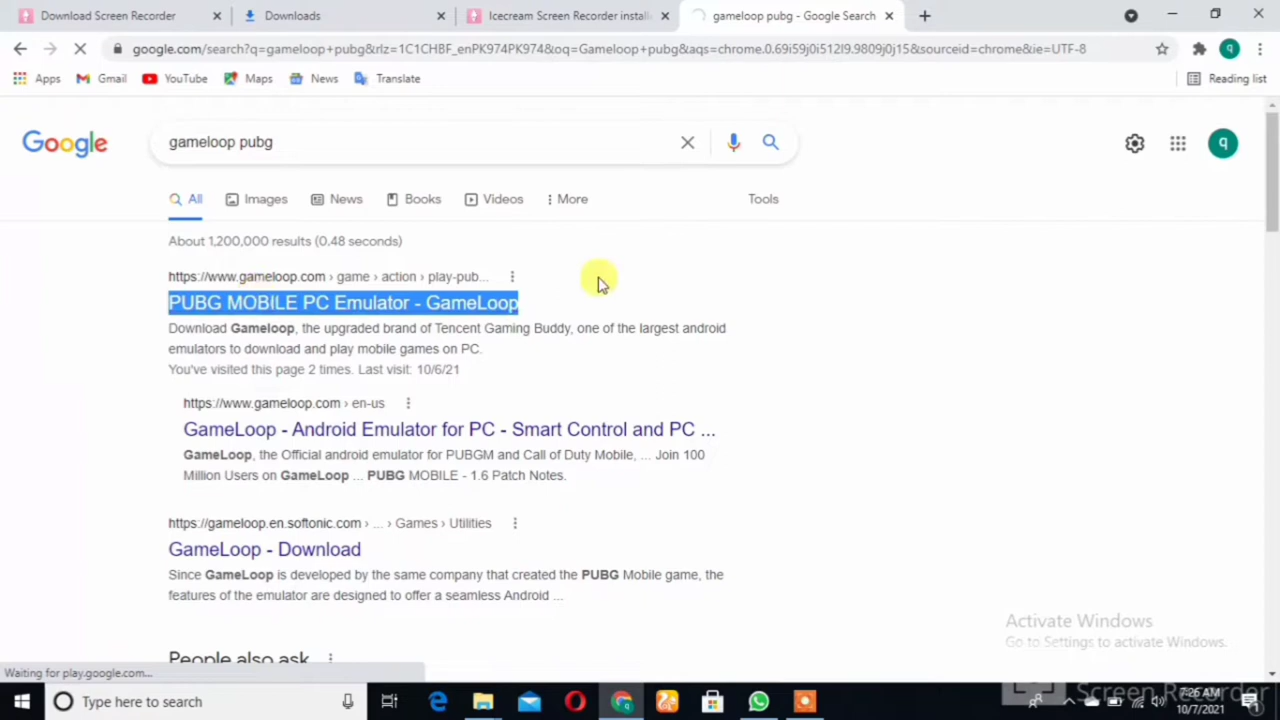 Download Screen Recorder
Downloads
Icecream Screen Recorder install
gameloop pubg - Google Search
google.com/search?q=gameloop+pubg&rlz=1C1CHBF_enPK974PK974&oq=Gameloop+pubg&aqs=chrome.0.69i59j0i512l9.9809j0j15&sourceid=chrome&ie=UTF-8
q
Apps
Gmail
YouTube
Maps
News
Translate
Reading list
Google
gameloop pubg
q
All
Images
News
Books
Videos
More
Tools
About 1,200,000 results (0.48 seconds)
https://www.gameloop.com › game › action › play-pub...
PUBG MOBILE PC Emulator - GameLoop
Download Gameloop, the upgraded brand of Tencent Gaming Buddy, one of the largest android
emulators to download and play mobile games on PC.
You've visited this page 2 times. Last visit: 10/6/21
https://www.gameloop.com › en-us
GameLoop - Android Emulator for PC - Smart Control and PC ...
GameLoop, the Official android emulator for PUBGM and Call of Duty Mobile, ... Join 100
Million Users on GameLoop ... PUBG MOBILE - 1.6 Patch Notes.
https://gameloop.en.softonic.com › ... › Games › Utilities
GameLoop - Download
Since GameLoop is developed by the same company that created the PUBG Mobile game, the
features of the emulator are designed to offer a seamless Android ...
People also ask
Activate Windows
Go to Settings to activate Windows.
Waiting for play.google.com...
Type here to search
Screen Recorder
7:26 AM
10/7/2021